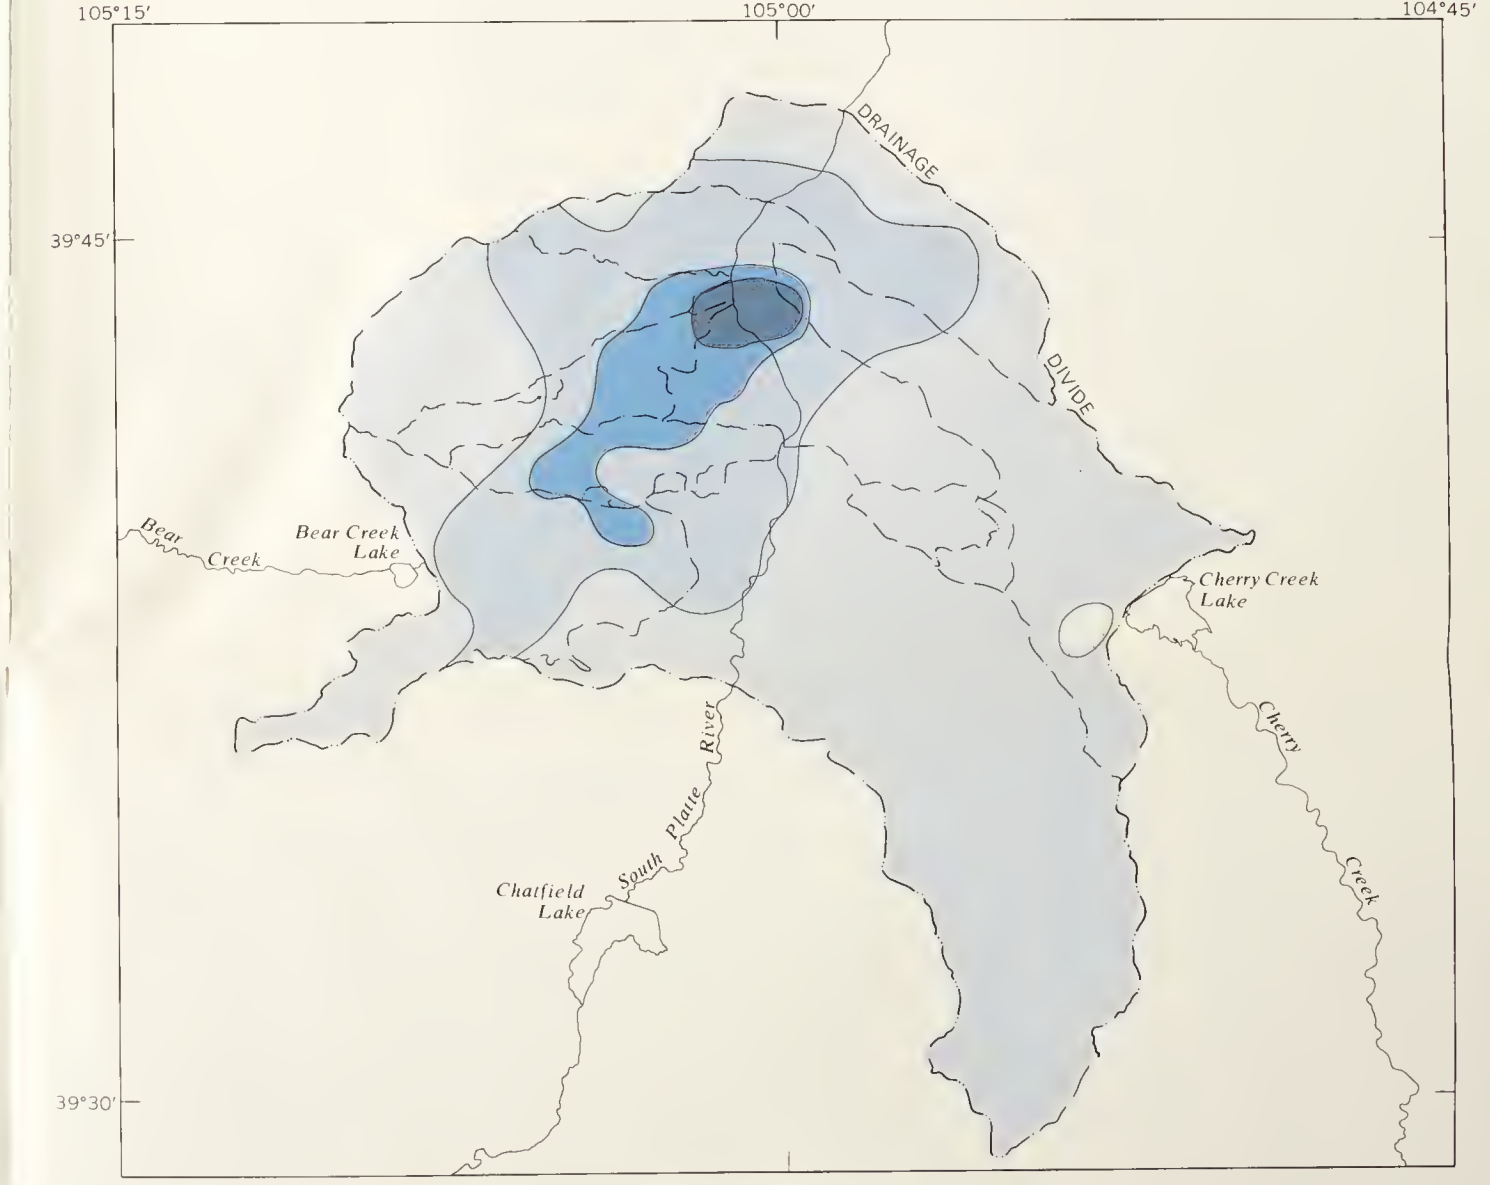 105°15′
105°00′
104°45′
DRAINAGE
39°45′
DIVIDE
Bear
Creek
Bear Creek
Lake
Cherry Creek
Lake
Cherry
Creek
South Platte River
Chatfield
Lake
39°30′